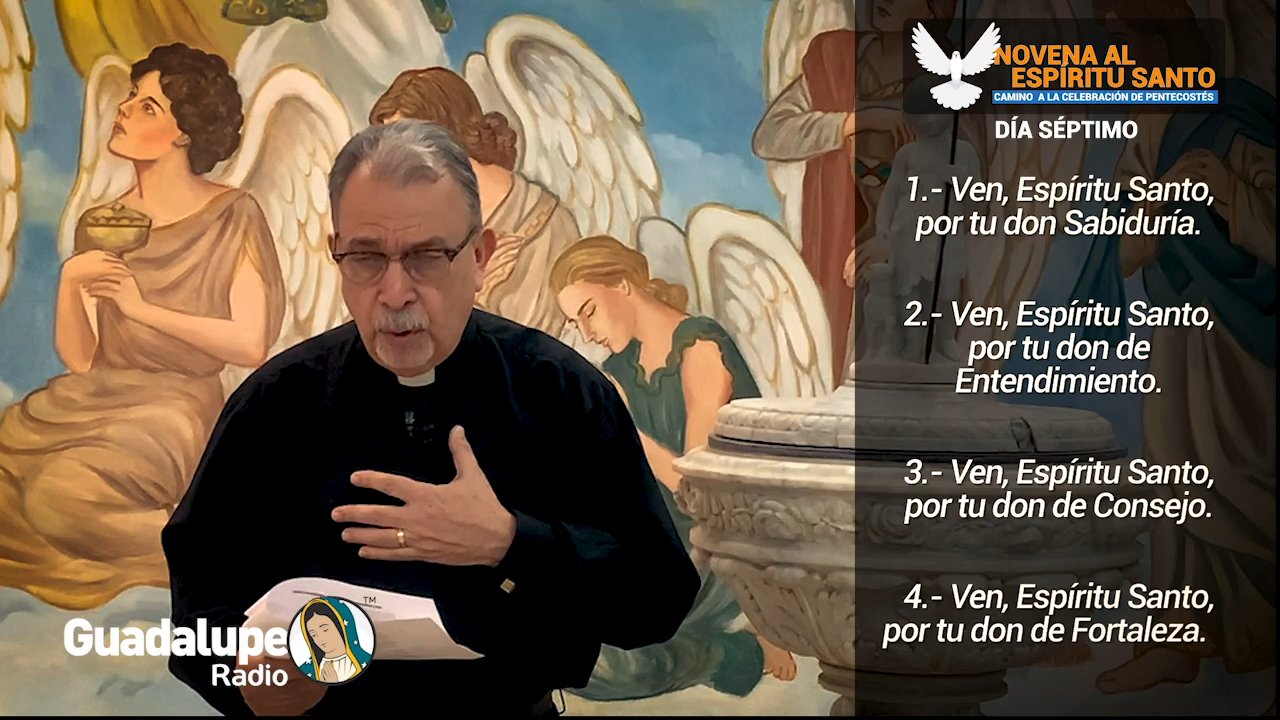 NOVENA AL
ESPÍRITU SANTO
CAMINO A LA CELEBRACIÓN DE PENTECOSTÉS
DÍA SÉPTIMO
1.- Ven, Espíritu Santo,
por tu don Sabiduría.
2.- Ven, Espíritu Santo,
por tu don de
Entendimiento.
3.- Ven, Espíritu Santo,
por tu don de Consejo.
4.- Ven, Espíritu Santo,
por tu don de Fortaleza.
TM
Guadalupe
Radio